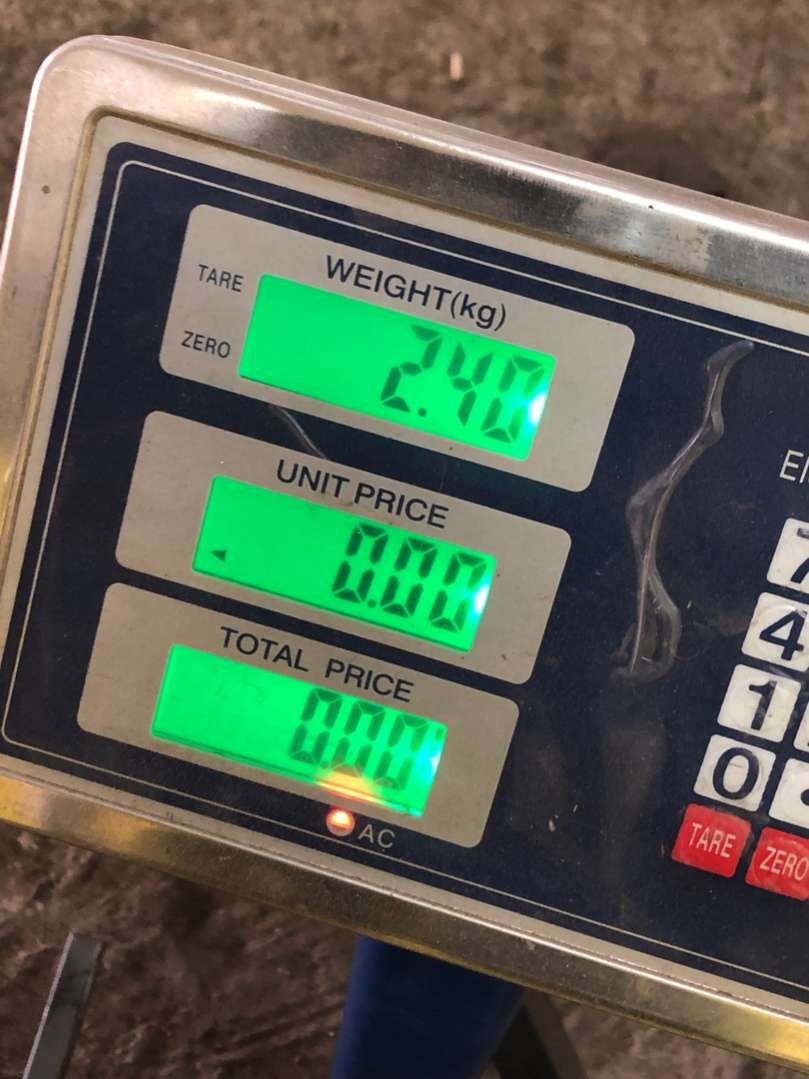 WEIGHT(kg)
TARE
ZERO
2.40
UNIT PRICE
0.00
TOTAL PRICE
0.00
AC
7
4
1
0
TARE
ZERO